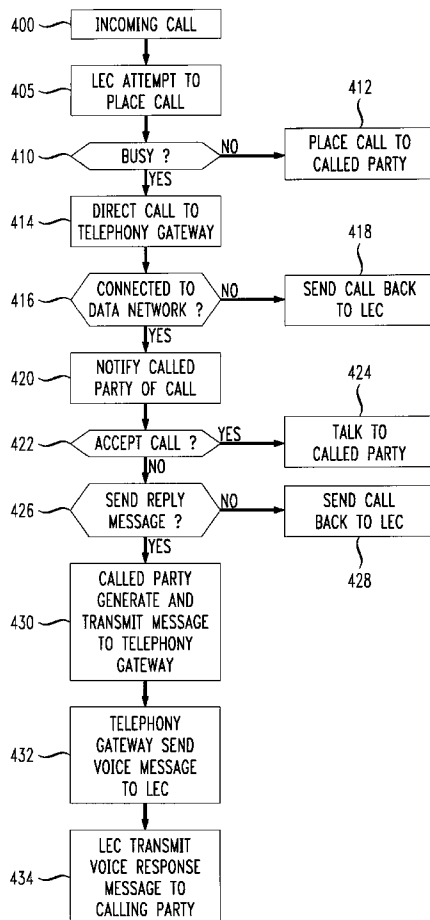 400
INCOMING CALL
405
LEC ATTEMPT TO
PLACE CALL
412
410
BUSY ?
NO
PLACE CALL TO
CALLED PARTY
YES
414
DIRECT CALL TO
TELEPHONY GATEWAY
418
416
CONNECTED TO
DATA NETWORK ?
NO
SEND CALL BACK
TO LEC
YES
420
NOTIFY CALLED
PARTY OF CALL
424
422
ACCEPT CALL ?
YES
TALK TO
CALLED PARTY
NO
426
SEND REPLY
MESSAGE ?
NO
SEND CALL
BACK TO LEC
428
YES
430
CALLED PARTY
GENERATE AND
TRANSMIT MESSAGE
TO TELEPHONY
GATEWAY
432
TELEPHONY
GATEWAY SEND
VOICE MESSAGE
TO LEC
434
LEC TRANSMIT
VOICE RESPONSE
MESSAGE TO
CALLING PARTY